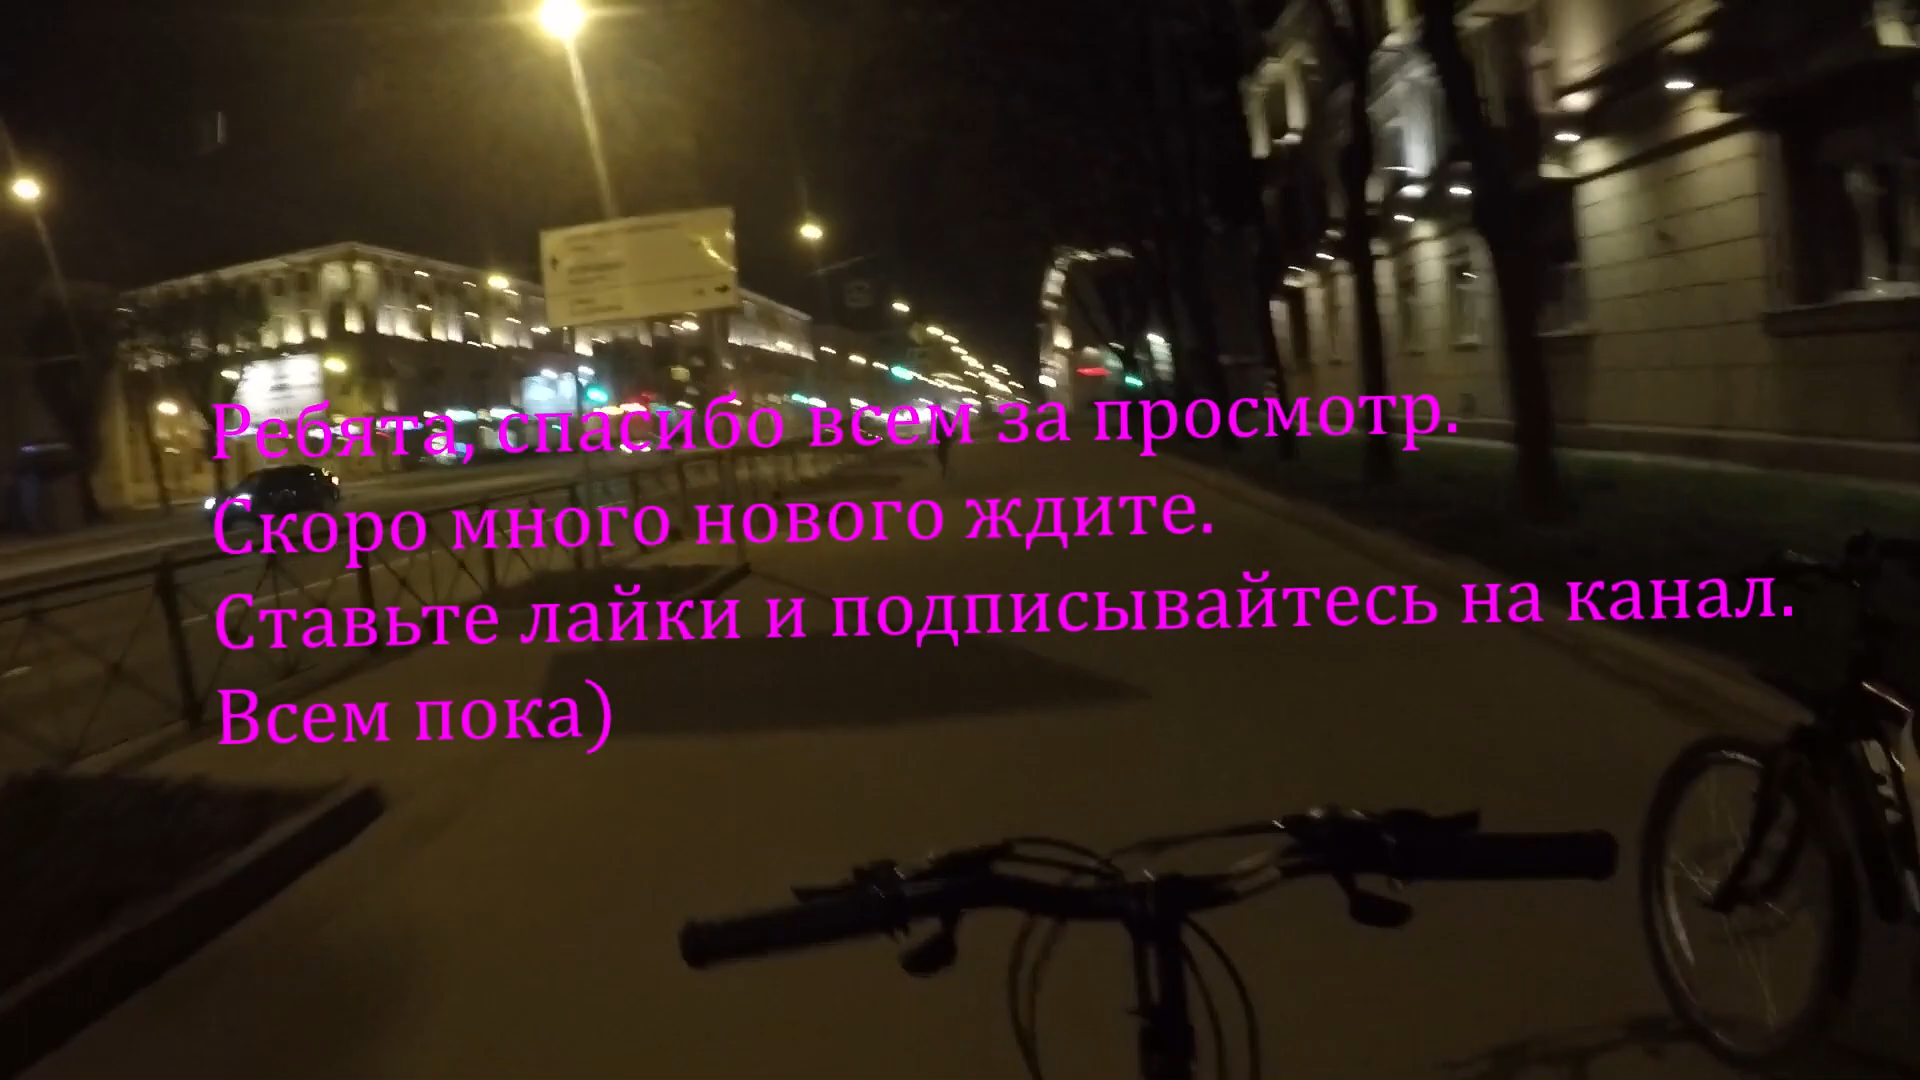 Ребята, спасибо всем за просмотр.
Скоро много нового ждите.
Ставьте лайки и подписывайтесь на канал.
Всем пока)